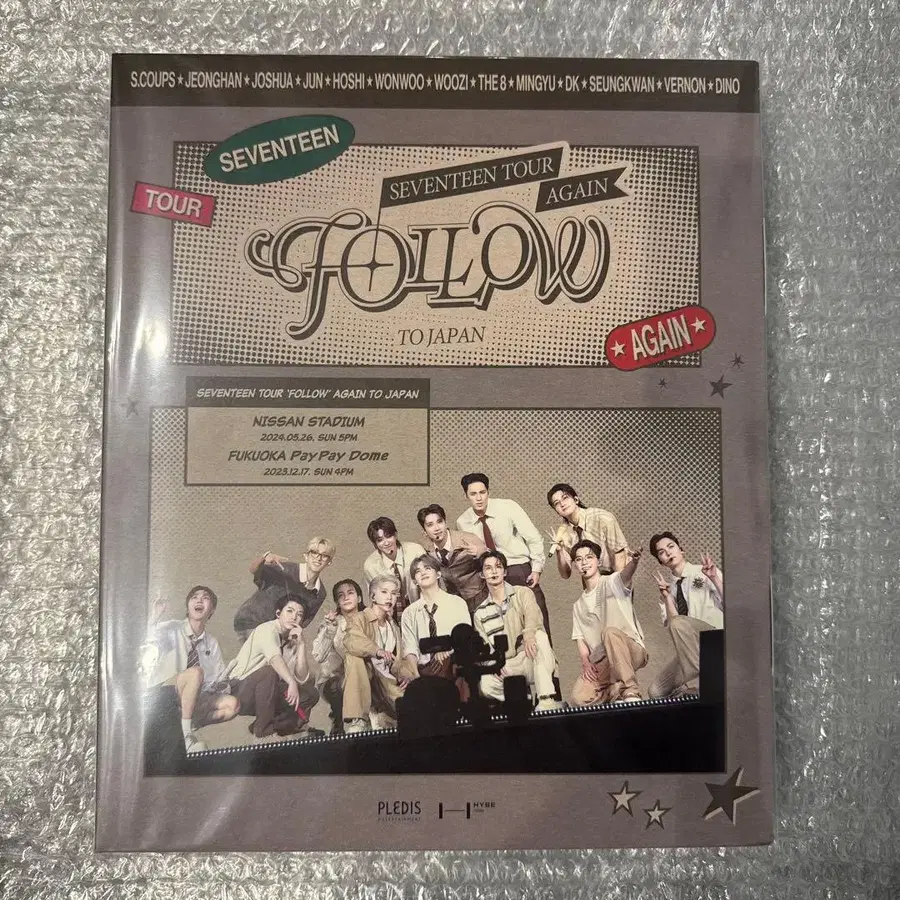 S.COUPS★JEONGHAN★JOSHUA★JUN★HOSHI★WONWOO★WOOZI★THE 8★MINGYU★DK★SEUNGKWAN★VERNON★DINO
SEVENTEEN
TOUR
SEVENTEEN TOUR
AGAIN
FOLLOW
TO JAPAN
★ AGAIN ★
SEVENTEEN TOUR 'FOLLOW' AGAIN TO JAPAN
NISSAN STADIUM
2024.05.26. SUN 5PM
FUKUOKA PayPay Dome
2023.12.17. SUN 4PM
PLEDIS
ENTERTAINMENT
HYBE